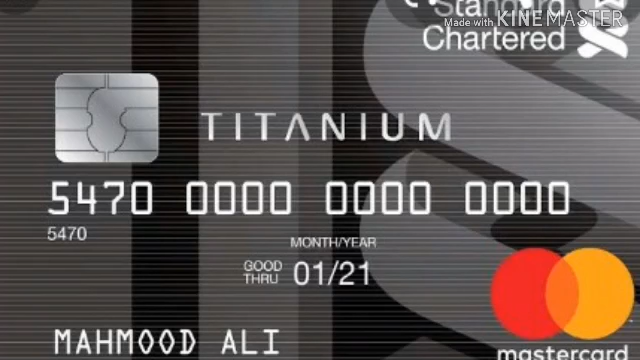 Made with KINEMASTER
Standard
Chartered
TITANIUM
5470 0000 0000 0000
5470
MONTH/YEAR
GOOD
THRU
01/21
MAHMOOD ALI
mastercard